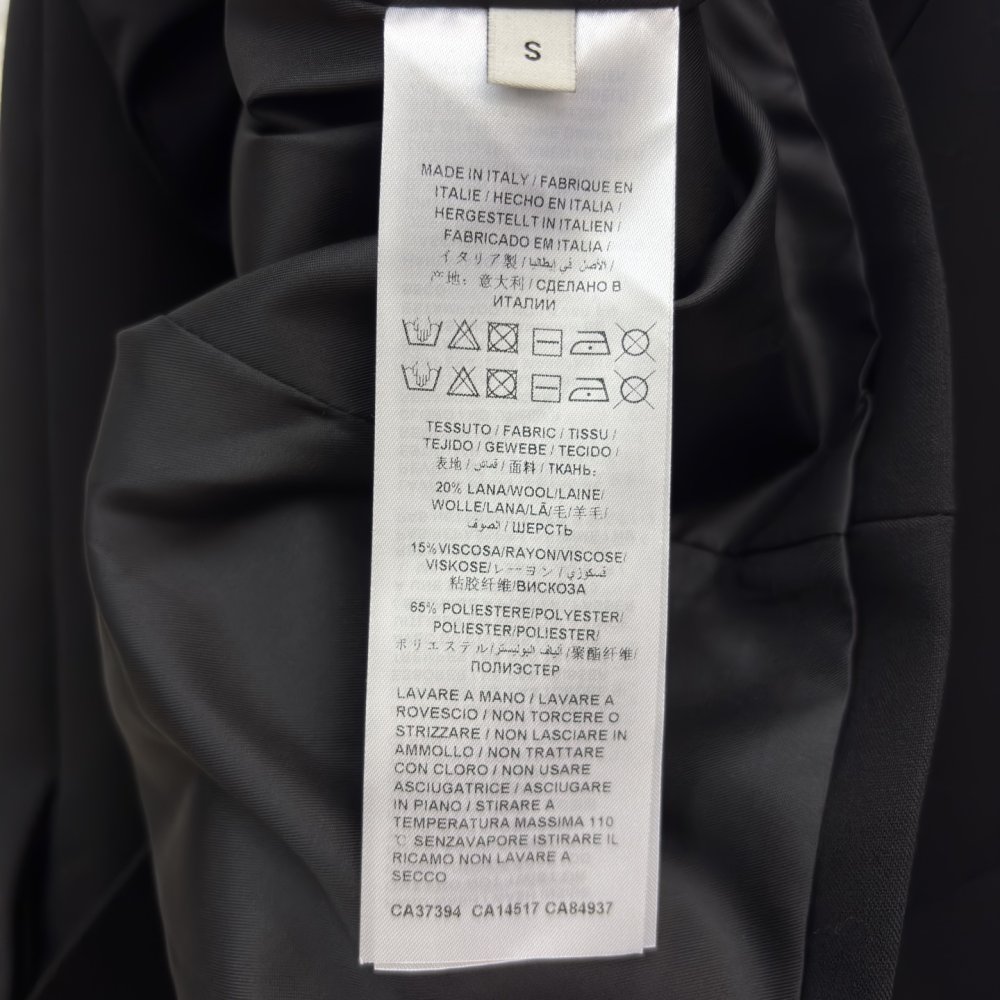 S
MADE IN ITALY / FABRIQUE EN
ITALIE / HECHO EN ITALIA /
HERGESTELLT IN ITALIEN /
FABRICADO EM ITALIA /
イタリア製 / الأصل في إيطاليا /
产地：意大利 / СДЕЛАНО В
ИТАЛИИ
TESSUTO / FABRIC / TISSU /
TEJIDO / GEWEBE / TECIDO /
表地 / قماش / 面料 / ТКАНЬ:
20% LANA/WOOL/LAINE/
WOLLE/LANA/LÃ/毛/羊毛/
الصوف / ШЕРСТЬ
15%VISCOSA/RAYON/VISCOSE/
VISKOSE/レーヨン/فسكوزي/
粘胶纤维/ВИСКОЗА
65% POLIESTERE/POLYESTER/
POLIESTER/POLIESTER/
ポリエステル/ألياف البوليستر/聚酯纤维/
ПОЛИЭСТЕР
LAVARE A MANO / LAVARE A
ROVESCIO / NON TORCERE O
STRIZZARE / NON LASCIARE IN
AMMOLLO / NON TRATTARE
CON CLORO / NON USARE
ASCIUGATRICE / ASCIUGARE
IN PIANO / STIRARE A
TEMPERATURA MASSIMA 110
℃ SENZAVAPORE ISTIRARE IL
RICAMO NON LAVARE A
SECCO
CA37394 CA14517 CA84937